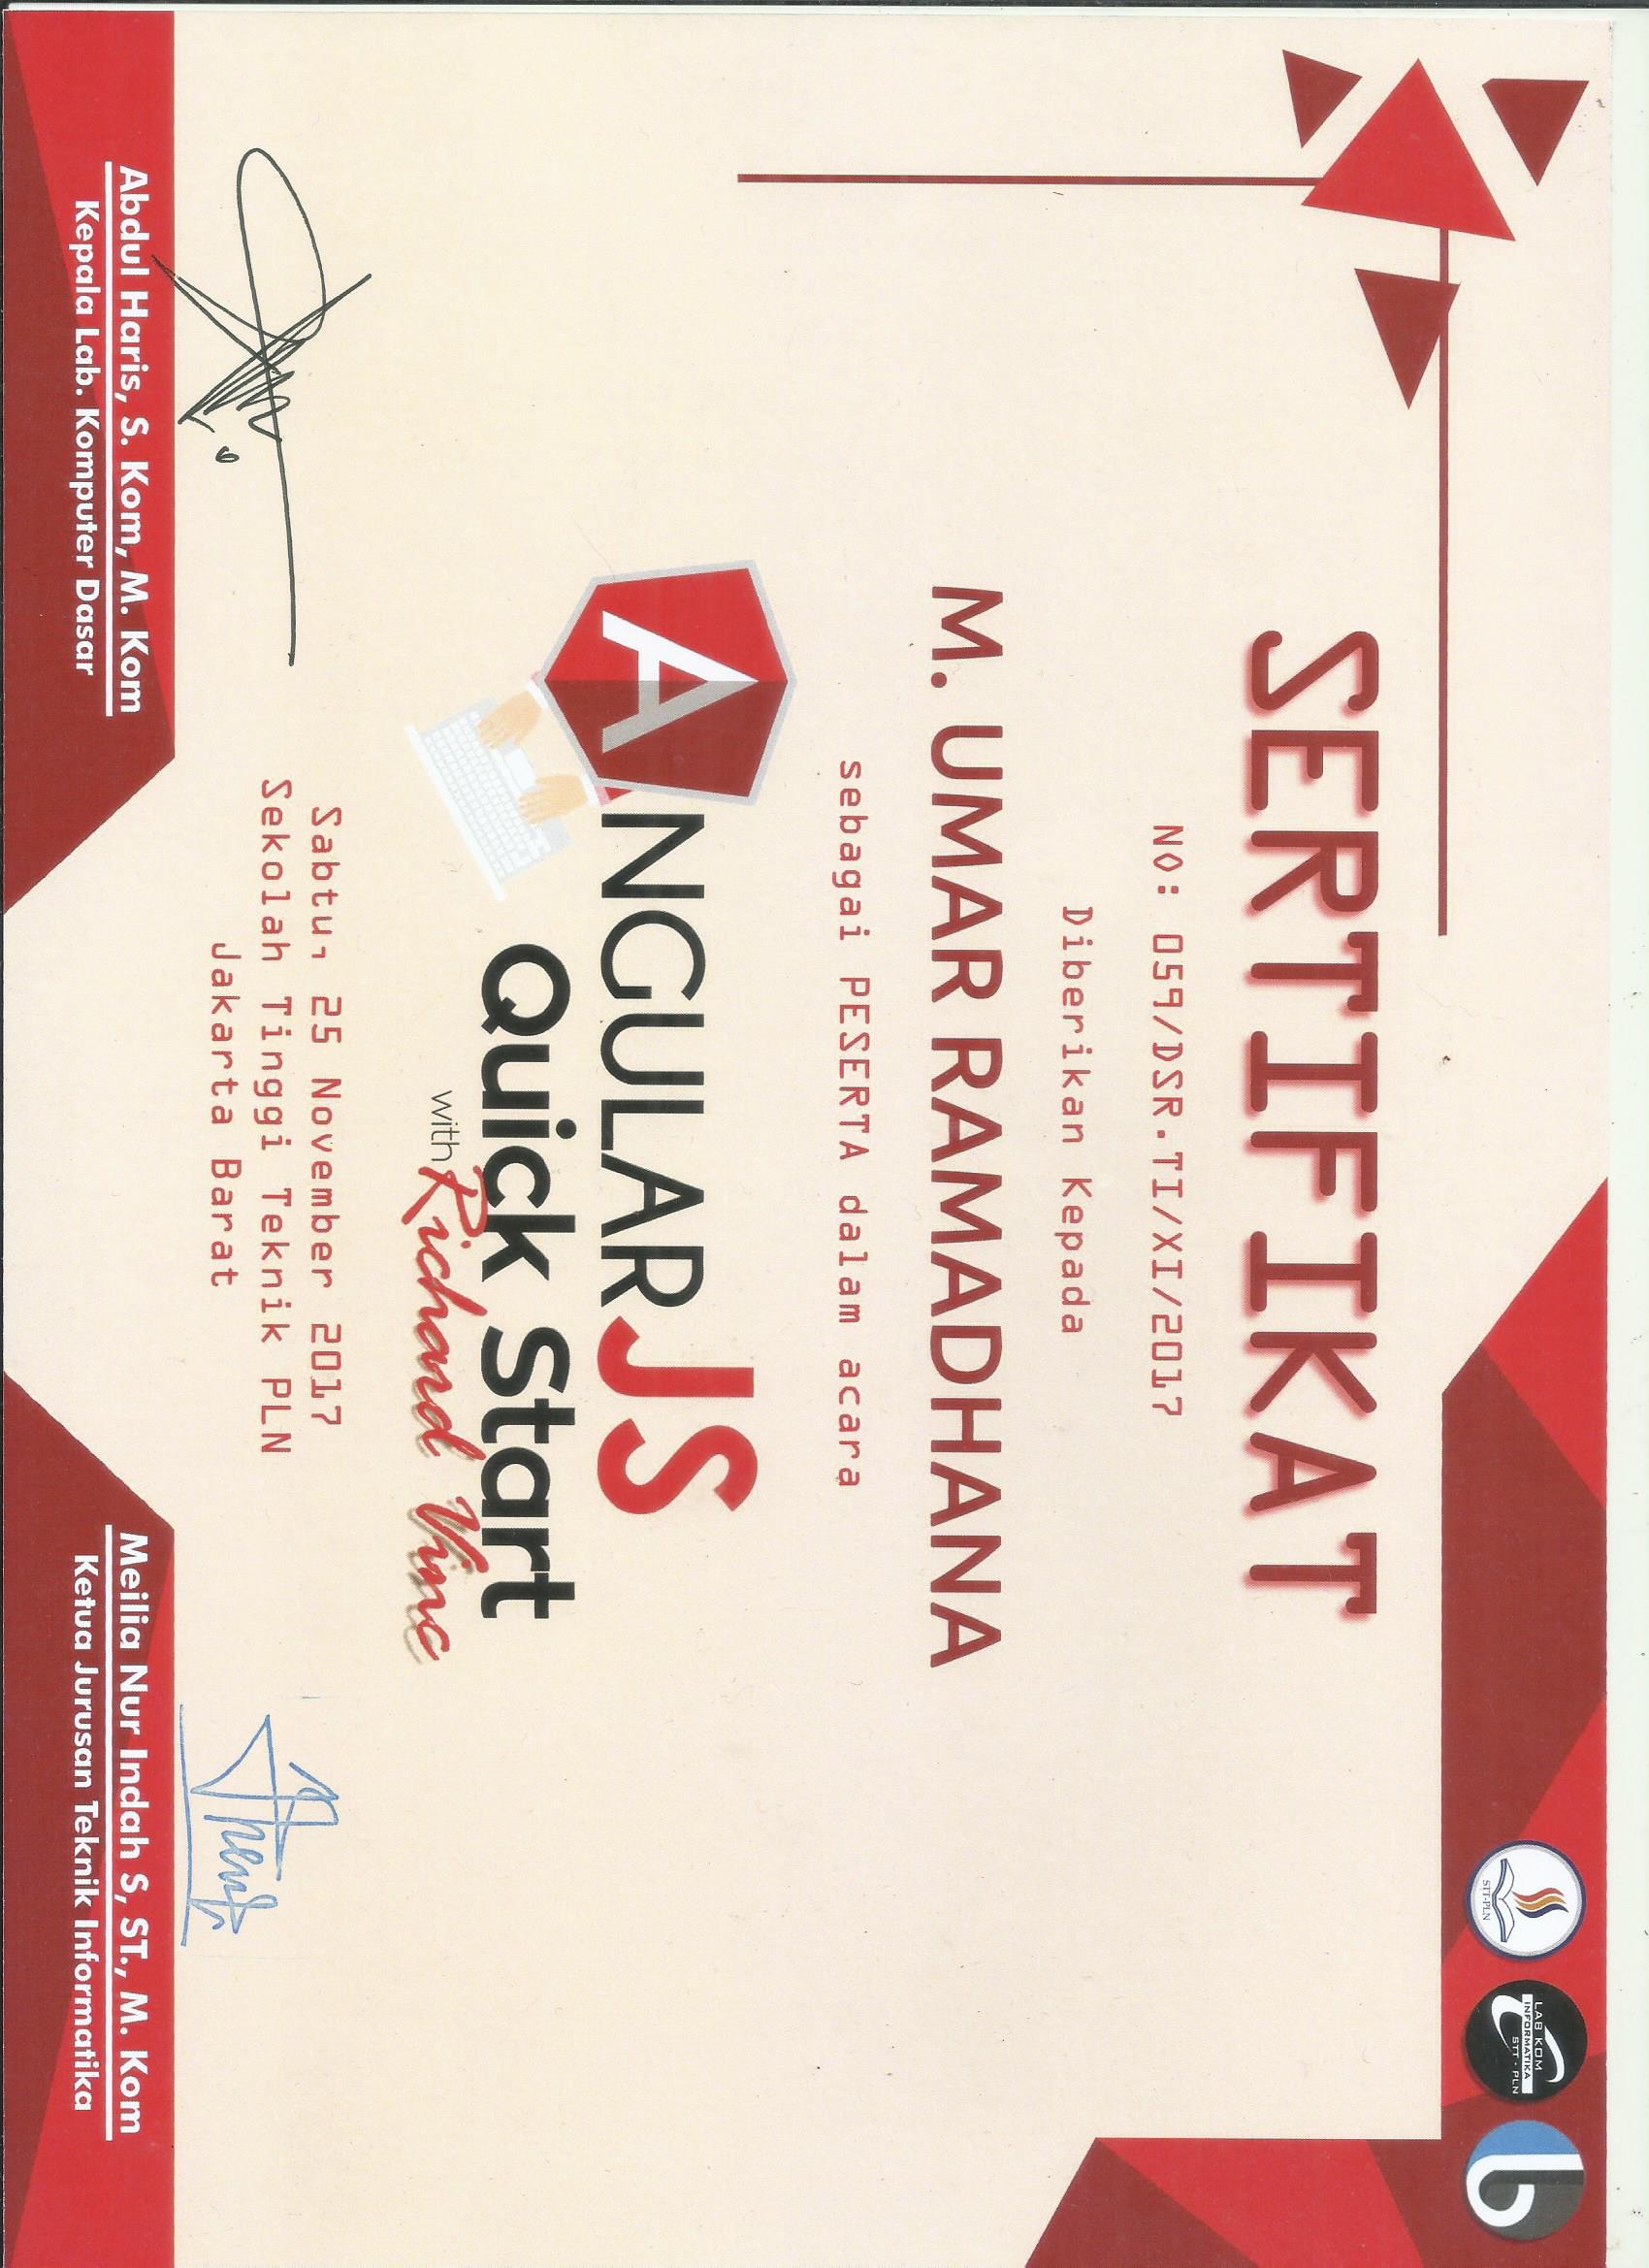 STT-PLN
LAB KOM
INFORMATIKA
STT - PLN
b
SERTIFIKAT
NO: 059/DSR.TI/XI/2017
Diberikan Kepada
M. UMAR RAMADHANA
sebagai PESERTA dalam acara
ANGULAR JS
Quick Start
with Richard Vinc
Sabtu, 25 November 2017
Sekolah Tinggi Teknik PLN
Jakarta Barat
Abdul Haris, S. Kom, M. Kom
Kepala Lab. Komputer Dasar
Meilia Nur Indah S, ST., M. Kom
Ketua Jurusan Teknik Informatika